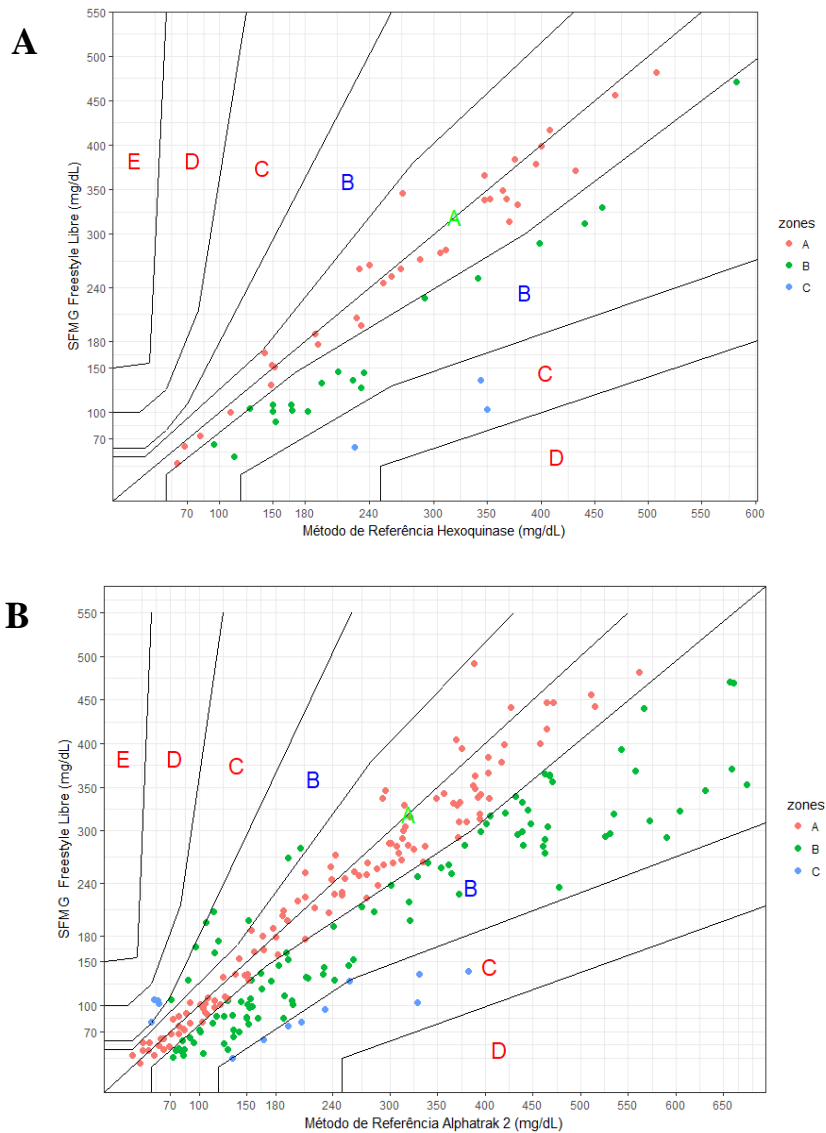 A
550
500
450
400
350
300
240
180
150
100
70
SFMG Freestyle Libre (mg/dL)
E
D
C
B
A
B
C
D
70 100 150 180 240 300 350 400 450 500 550 600
Método de Referência Hexoquinase (mg/dL)
zones
A
B
C
B
550
500
450
400
350
300
240
180
150
100
70
SFMG Freestyle Libre (mg/dL)
E
D
C
B
A
B
C
D
70 100 150 180 240 300 350 400 450 500 550 600 650
Método de Referência Alphatrak 2 (mg/dL)
zones
A
B
C